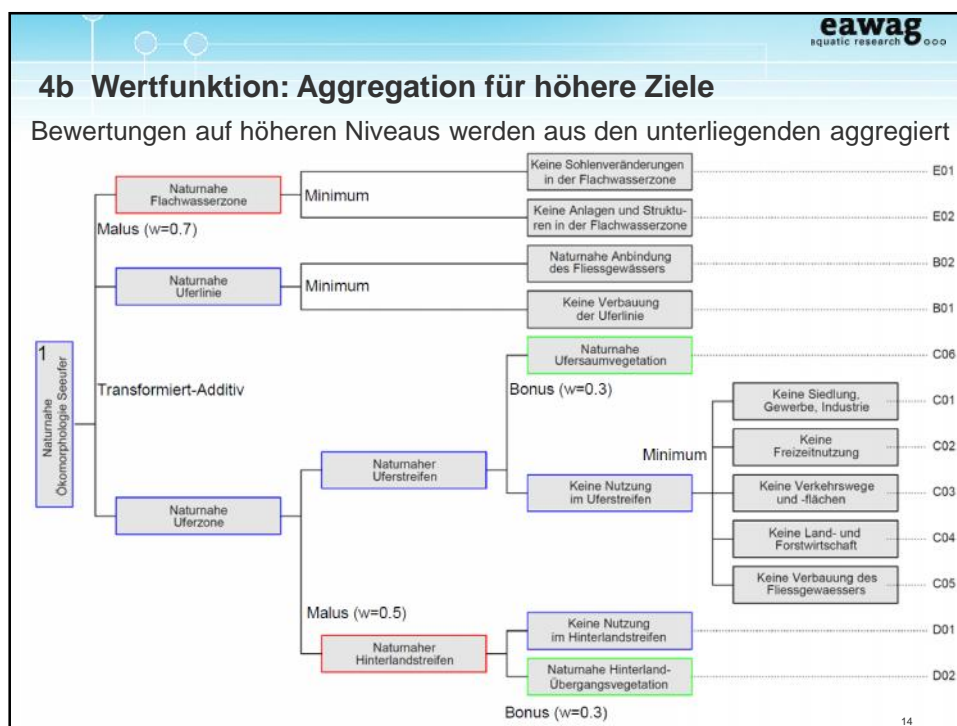 eawag
aquatic research
4b Wertfunktion: Aggregation für höhere Ziele
Bewertungen auf höheren Niveaus werden aus den unterliegenden aggregiert
Keine Sohlenveränderungen
in der Flachwasserzone
E01
Naturnahe
Flachwasserzone
Minimum
Malus (w=0.7)
Keine Anlagen und Struktu-
ren in der Flachwasserzone
E02
Naturnahe Anbindung
des Fliessgewässers
B02
Naturnahe
Uferlinie
Minimum
Keine Verbauung
der Uferlinie
B01
Naturnahe
Ufersaumvegetation
C06
1
Naturnahe
Ökomorphologie Seeufer
Transformiert-Additiv
Bonus (w=0.3)
Keine Siedlung,
Gewerbe, Industrie
C01
Keine
Freizeitnutzung
C02
Minimum
Naturnaher
Uferstreifen
Keine Nutzung
im Uferstreifen
Keine Verkehrswege
und -flächen
C03
Naturnahe
Uferzone
Keine Land- und
Forstwirtschaft
C04
Keine Verbauung des
Fliessgewaessers
C05
Malus (w=0.5)
Keine Nutzung
im Hinterlandstreifen
D01
Naturnaher
Hinterlandstreifen
Naturnahe Hinterland-
Übergangsvegetation
D02
Bonus (w=0.3)
14